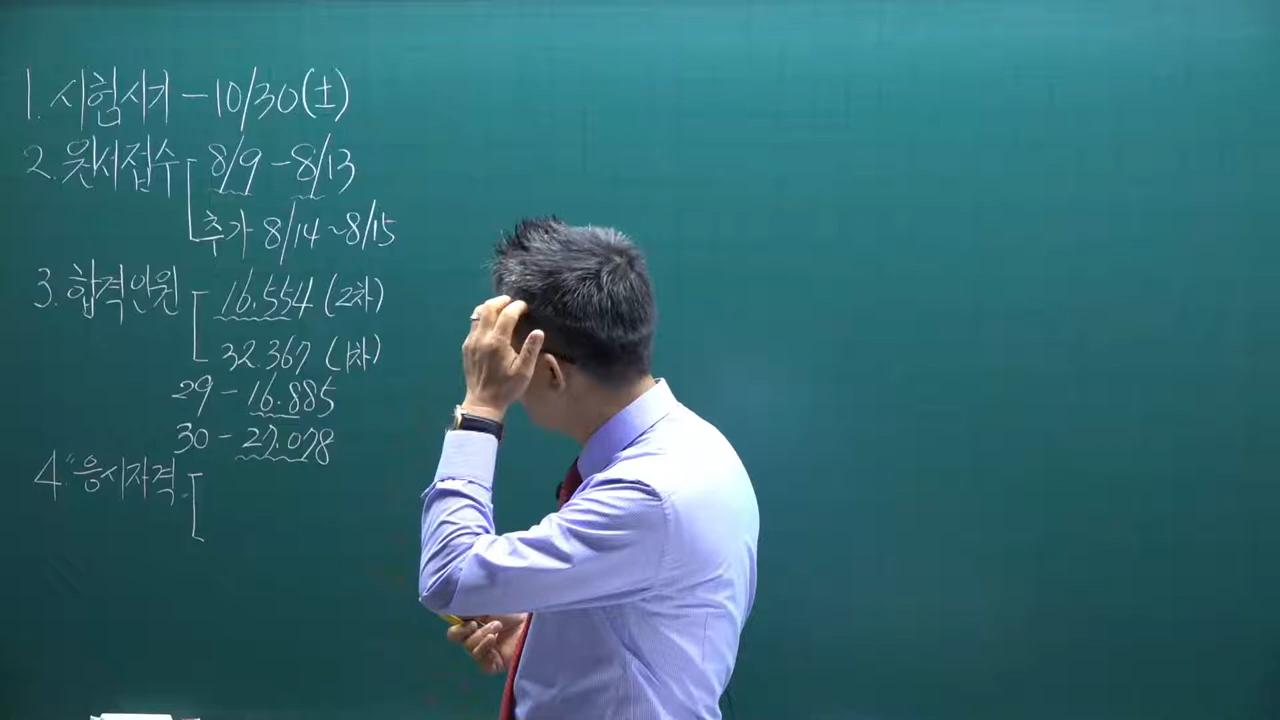 1. 시험시기 - 10/30(土)
2. 원서접수 8/9 - 8/13
추가 8/14 ~ 8/15
3. 합격인원 16.554 (2차)
32.367 (1차)
29 - 16.885
30 - 27.078
4. 응시자격